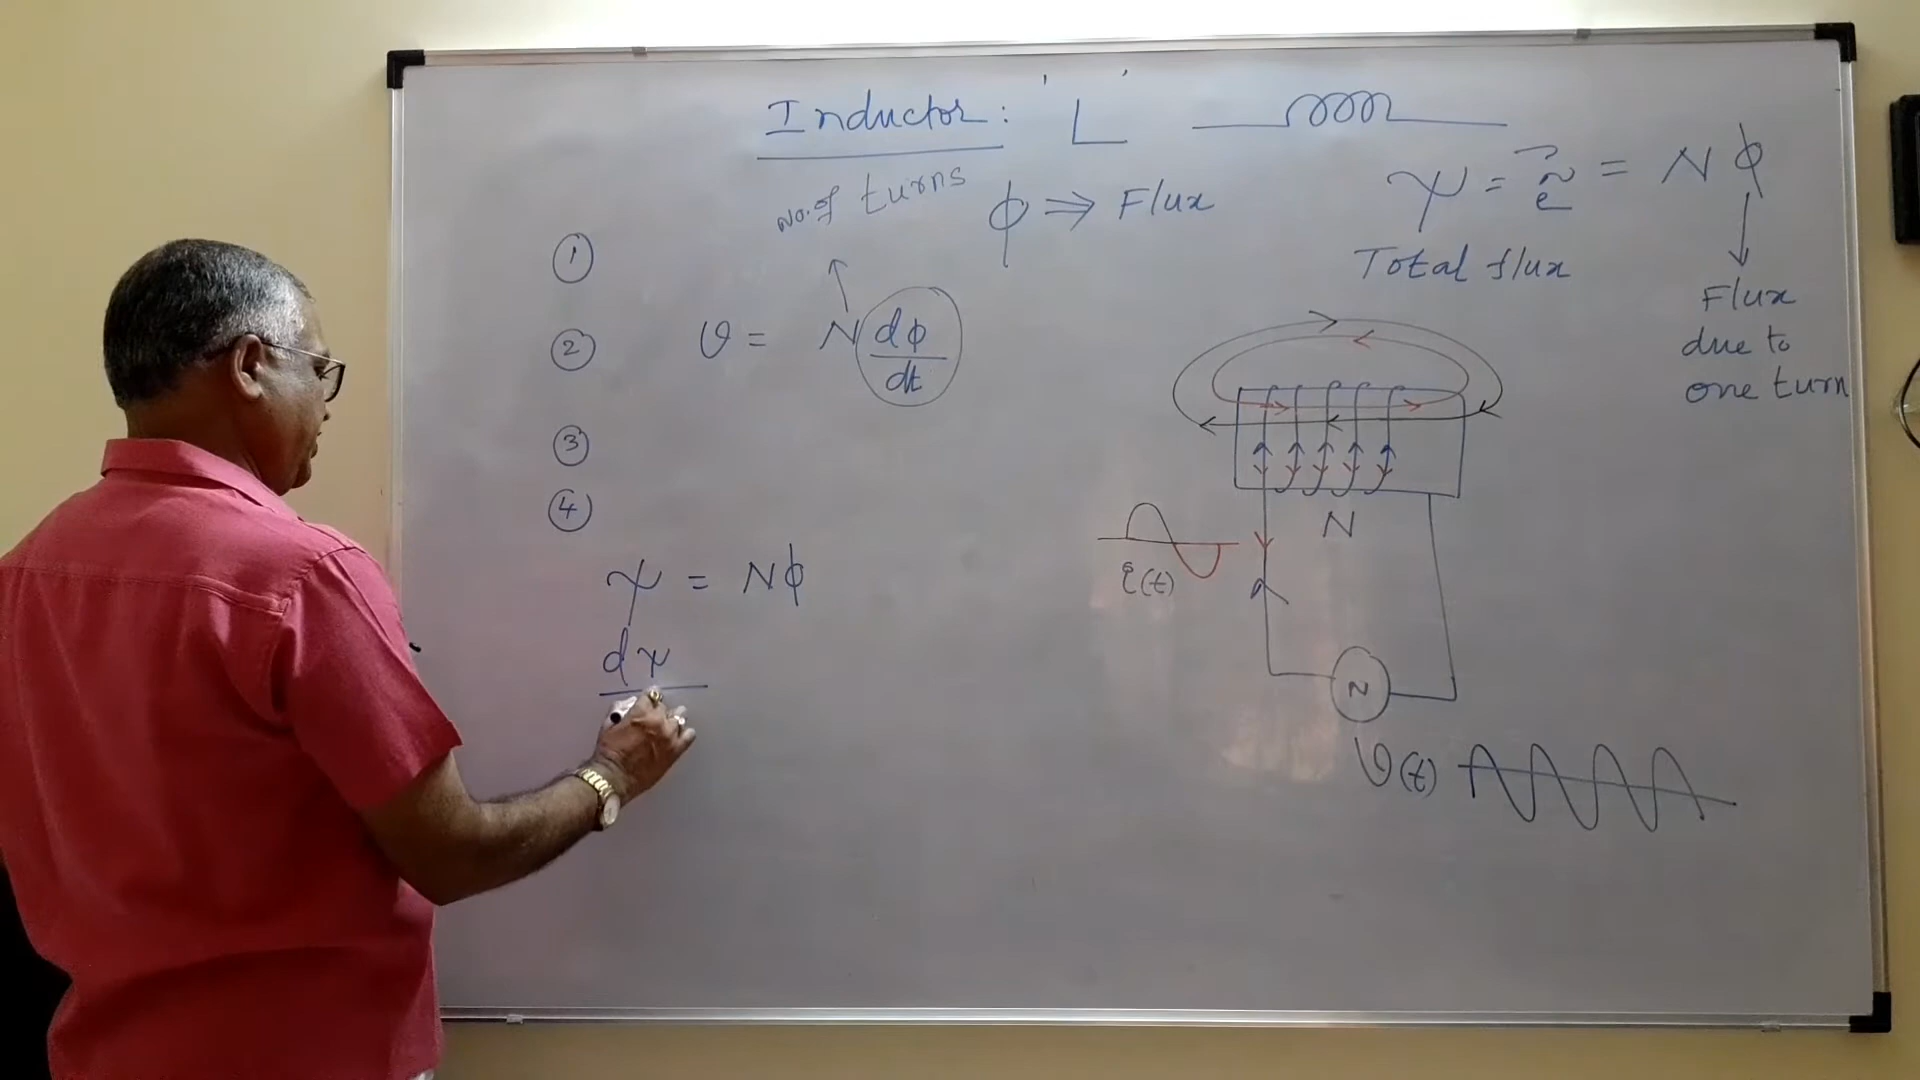 Inductor: 'L'
No. of turns
ϕ ⇒ Flux
ψ = = Nϕ
Total flux
Flux
due to
one turn
①
② v = N dϕ/dt
③
④
ψ = Nϕ
dψ
N
i(t)
~
v(t)